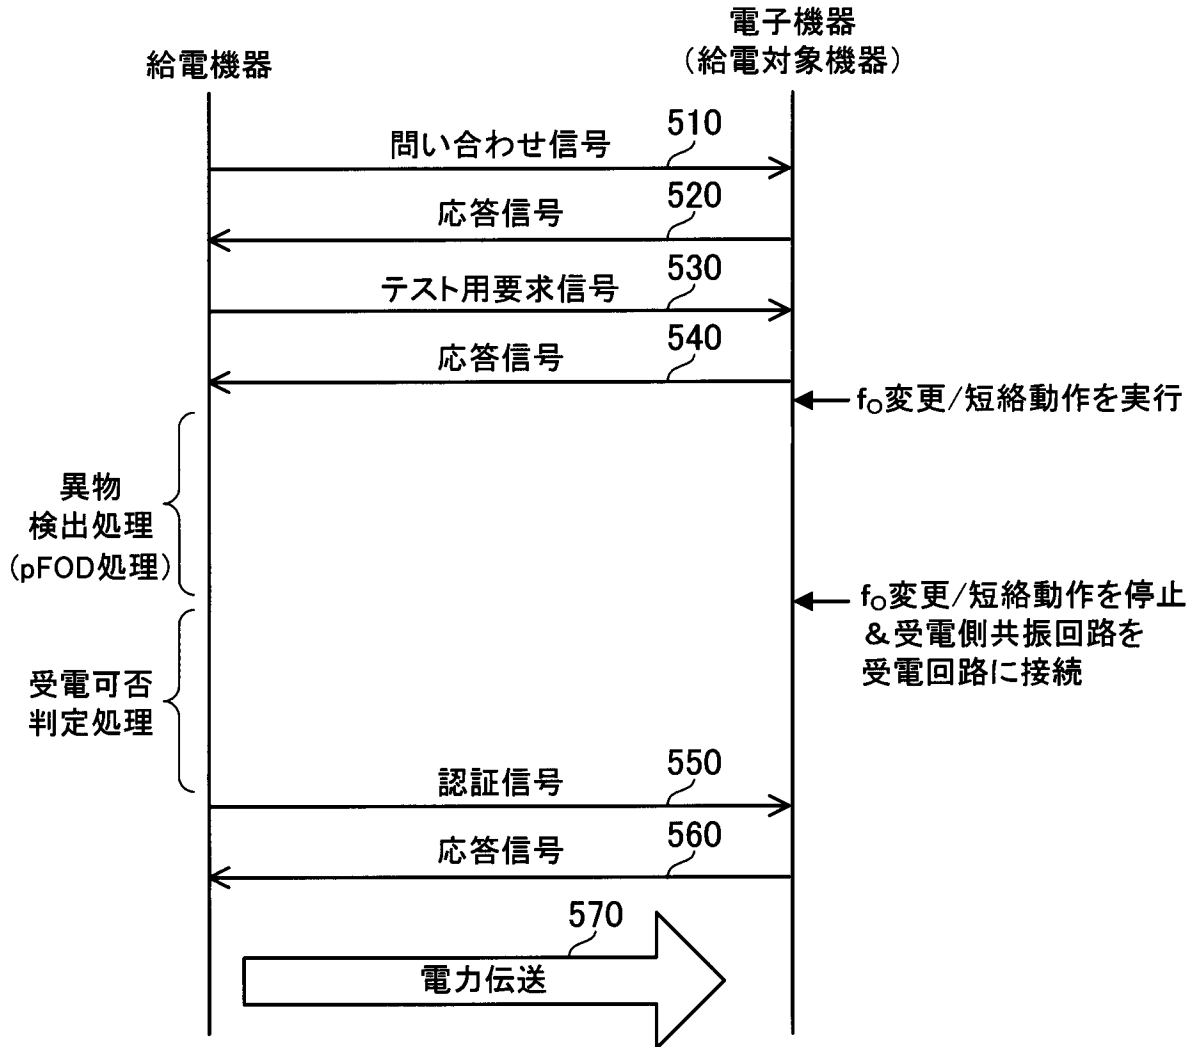 給電機器
電子機器
（給電対象機器）
510
問い合わせ信号
520
応答信号
530
テスト用要求信号
540
応答信号
fO変更/短絡動作を実行
異物
検出処理
(pFOD処理)
fO変更/短絡動作を停止
＆受電側共振回路を
受電回路に接続
受電可否
判定処理
550
認証信号
560
応答信号
570
電力伝送